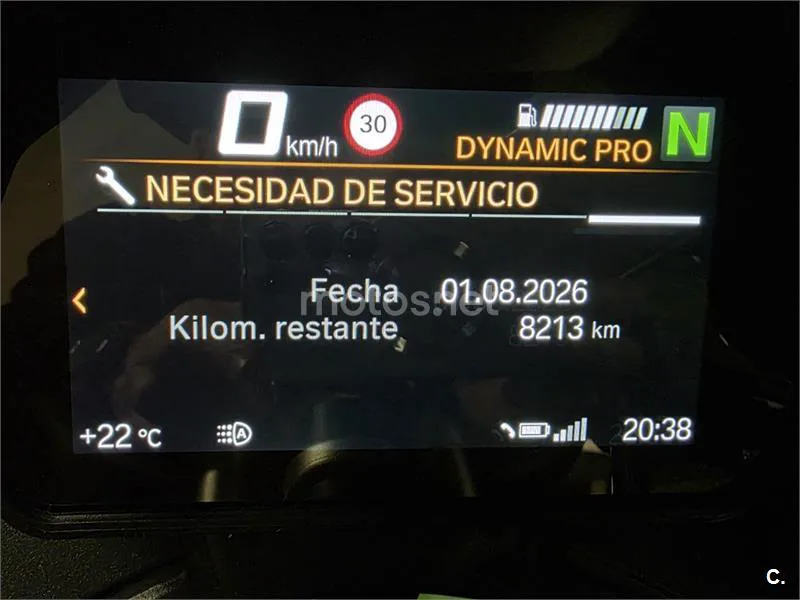 0 km/h 30
DYNAMIC PRO N
NECESIDAD DE SERVICIO
Fecha 01.08.2026
motos.net
Kilom. restante 8213 km
+22 °C A 20:38
C.